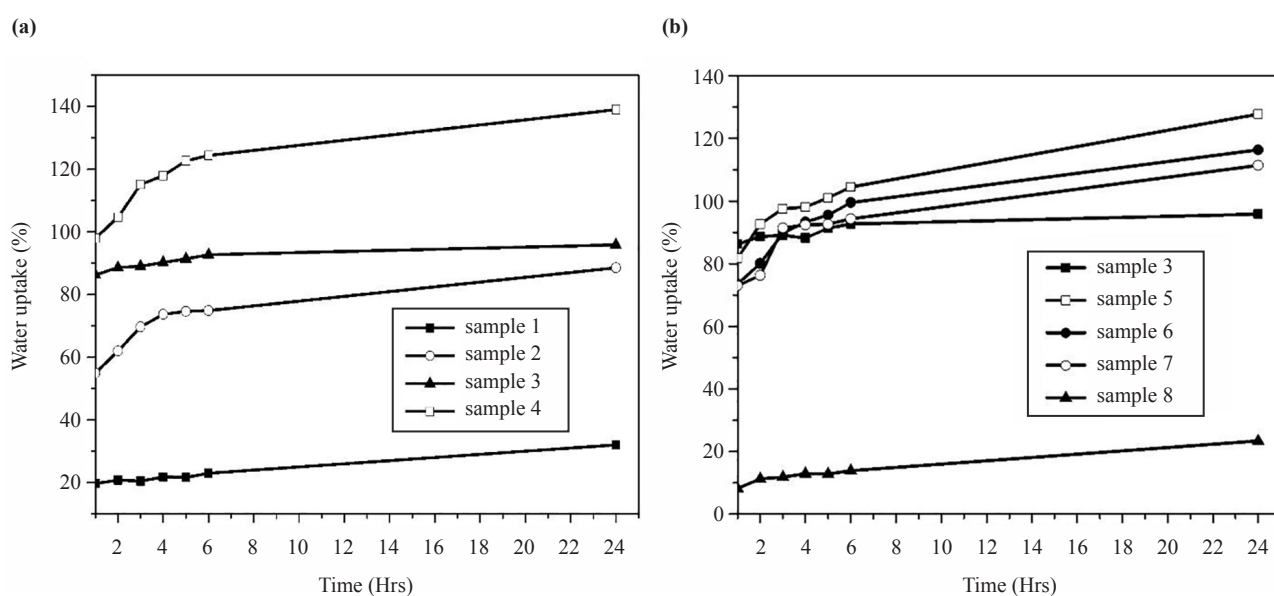 (a)
140
120
100
80
60
40
20
Water uptake (%)
sample 1
sample 2
sample 3
sample 4
2 4 6 8 10 12 14 16 18 20 22 24
Time (Hrs)
(b)
140
120
100
80
60
40
20
0
Water uptake (%)
sample 3
sample 5
sample 6
sample 7
sample 8
2 4 6 8 10 12 14 16 18 20 22 24
Time (Hrs)